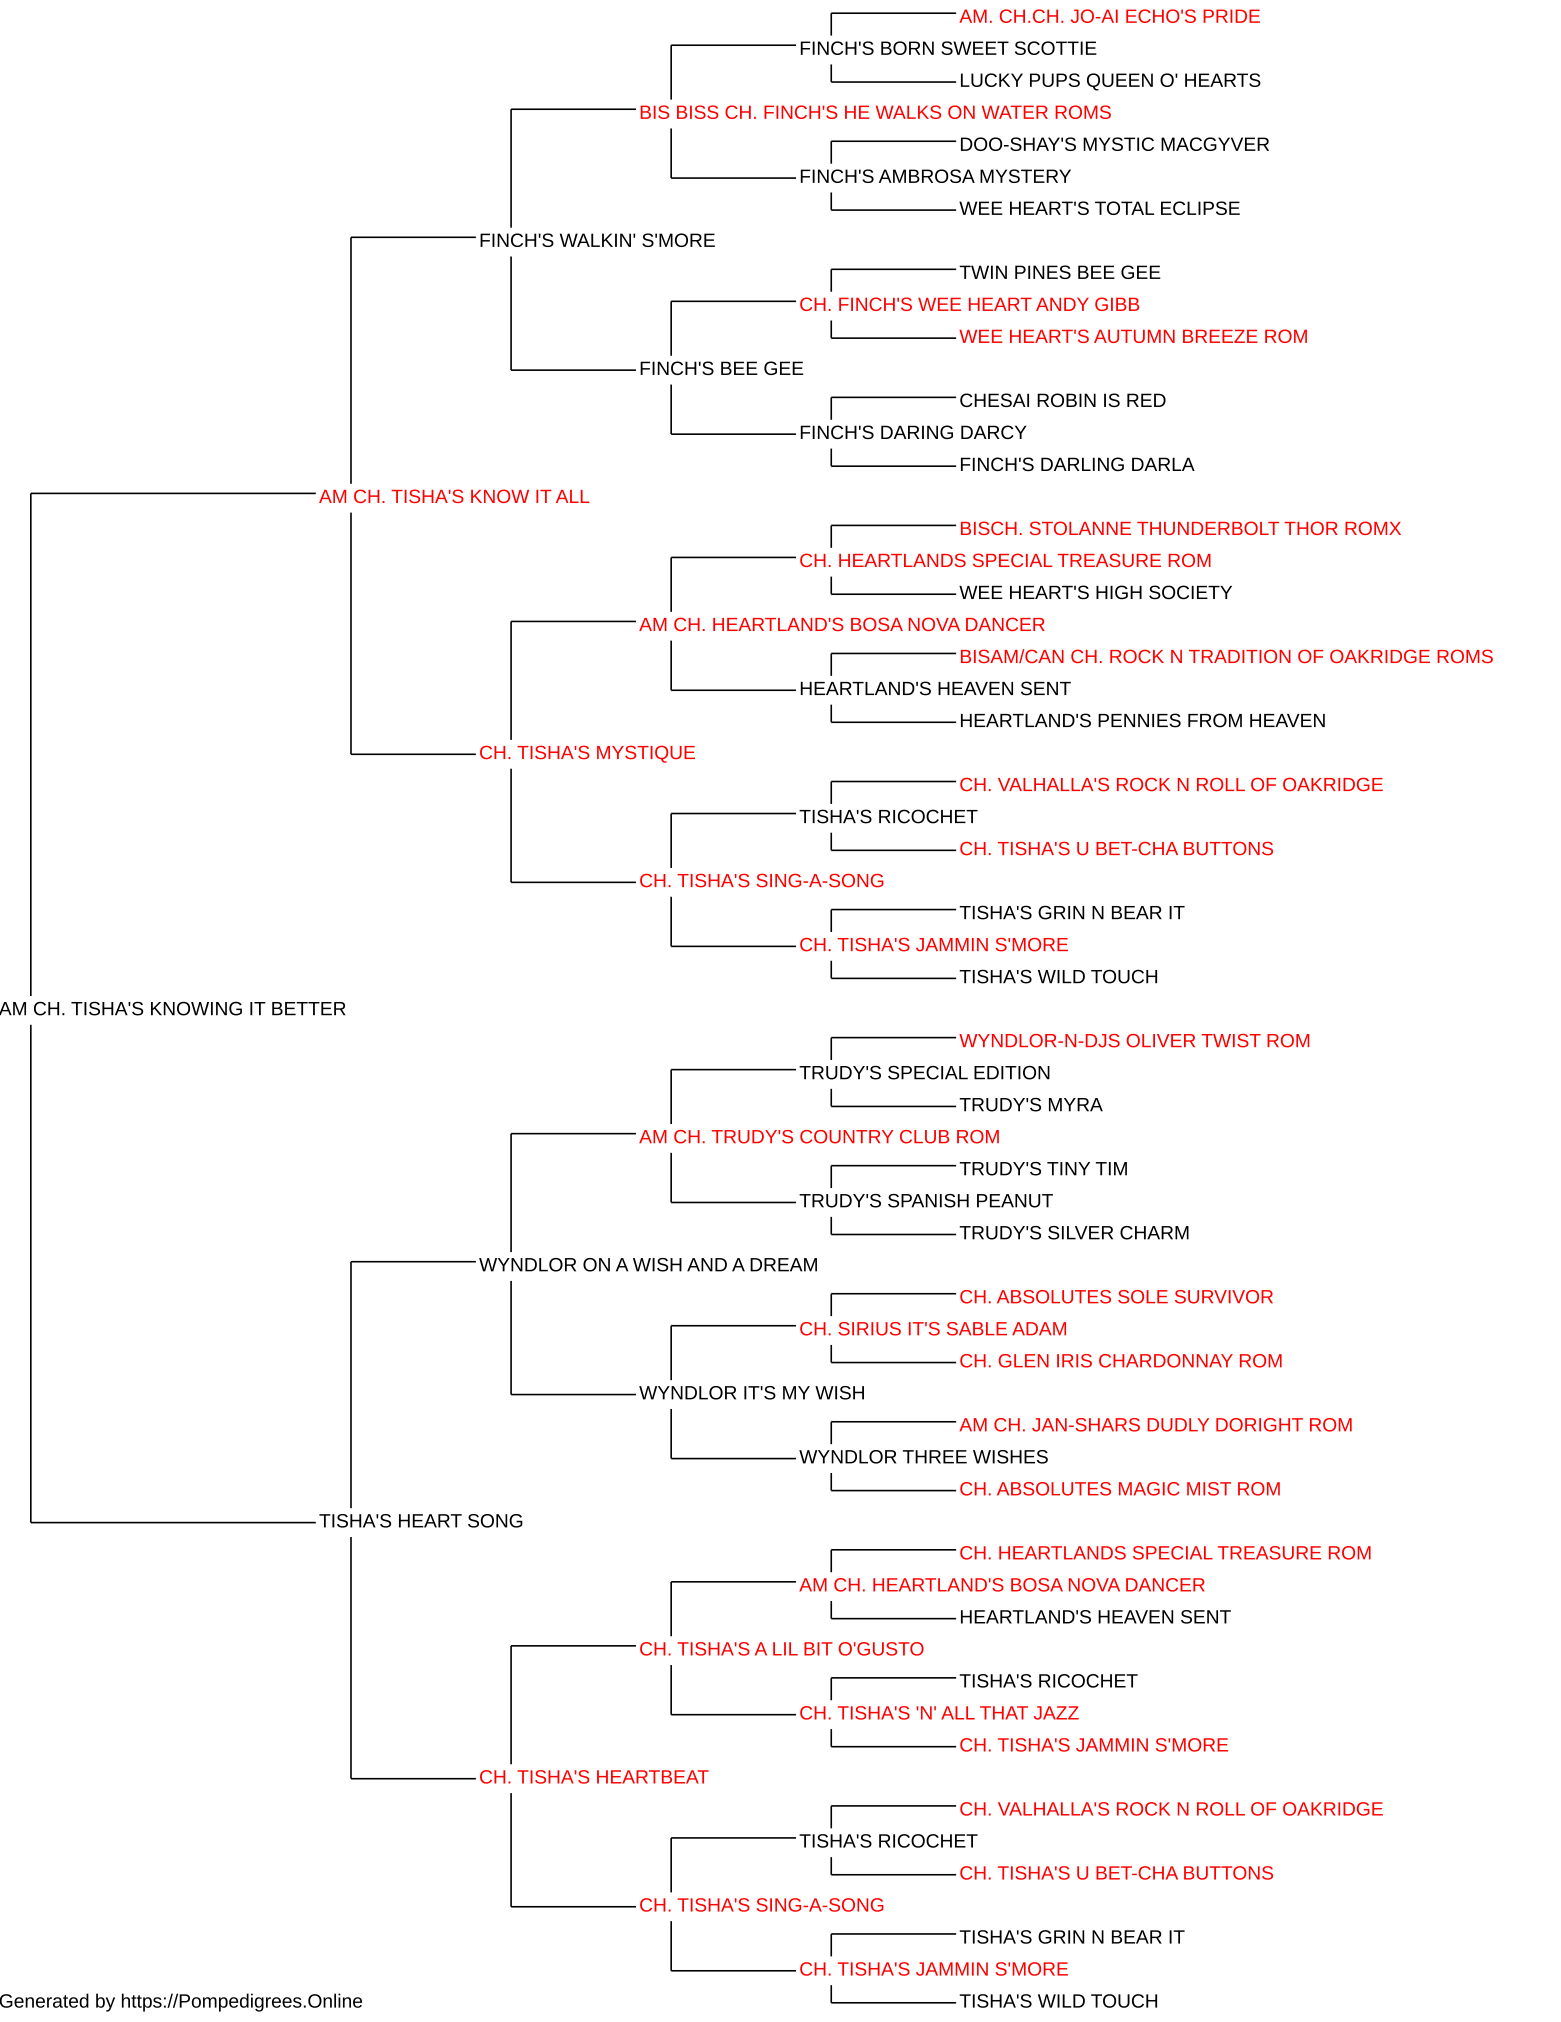 AM. CH.CH. JO-AI ECHO'S PRIDE
FINCH'S BORN SWEET SCOTTIE
LUCKY PUPS QUEEN O' HEARTS
BIS BISS CH. FINCH'S HE WALKS ON WATER ROMS
DOO-SHAY'S MYSTIC MACGYVER
FINCH'S AMBROSA MYSTERY
WEE HEART'S TOTAL ECLIPSE
FINCH'S WALKIN' S'MORE
TWIN PINES BEE GEE
CH. FINCH'S WEE HEART ANDY GIBB
WEE HEART'S AUTUMN BREEZE ROM
FINCH'S BEE GEE
CHESAI ROBIN IS RED
FINCH'S DARING DARCY
FINCH'S DARLING DARLA
AM CH. TISHA'S KNOW IT ALL
BISCH. STOLANNE THUNDERBOLT THOR ROMX
CH. HEARTLANDS SPECIAL TREASURE ROM
WEE HEART'S HIGH SOCIETY
AM CH. HEARTLAND'S BOSA NOVA DANCER
BISAM/CAN CH. ROCK N TRADITION OF OAKRIDGE ROMS
HEARTLAND'S HEAVEN SENT
HEARTLAND'S PENNIES FROM HEAVEN
CH. TISHA'S MYSTIQUE
CH. VALHALLA'S ROCK N ROLL OF OAKRIDGE
TISHA'S RICOCHET
CH. TISHA'S U BET-CHA BUTTONS
CH. TISHA'S SING-A-SONG
TISHA'S GRIN N BEAR IT
CH. TISHA'S JAMMIN S'MORE
TISHA'S WILD TOUCH
AM CH. TISHA'S KNOWING IT BETTER
WYNDLOR-N-DJS OLIVER TWIST ROM
TRUDY'S SPECIAL EDITION
TRUDY'S MYRA
AM CH. TRUDY'S COUNTRY CLUB ROM
TRUDY'S TINY TIM
TRUDY'S SPANISH PEANUT
TRUDY'S SILVER CHARM
WYNDLOR ON A WISH AND A DREAM
CH. ABSOLUTES SOLE SURVIVOR
CH. SIRIUS IT'S SABLE ADAM
CH. GLEN IRIS CHARDONNAY ROM
WYNDLOR IT'S MY WISH
AM CH. JAN-SHARS DUDLY DORIGHT ROM
WYNDLOR THREE WISHES
CH. ABSOLUTES MAGIC MIST ROM
TISHA'S HEART SONG
CH. HEARTLANDS SPECIAL TREASURE ROM
AM CH. HEARTLAND'S BOSA NOVA DANCER
HEARTLAND'S HEAVEN SENT
CH. TISHA'S A LIL BIT O'GUSTO
TISHA'S RICOCHET
CH. TISHA'S 'N' ALL THAT JAZZ
CH. TISHA'S JAMMIN S'MORE
CH. TISHA'S HEARTBEAT
CH. VALHALLA'S ROCK N ROLL OF OAKRIDGE
TISHA'S RICOCHET
CH. TISHA'S U BET-CHA BUTTONS
CH. TISHA'S SING-A-SONG
TISHA'S GRIN N BEAR IT
CH. TISHA'S JAMMIN S'MORE
TISHA'S WILD TOUCH
Generated by https://Pompedigrees.Online